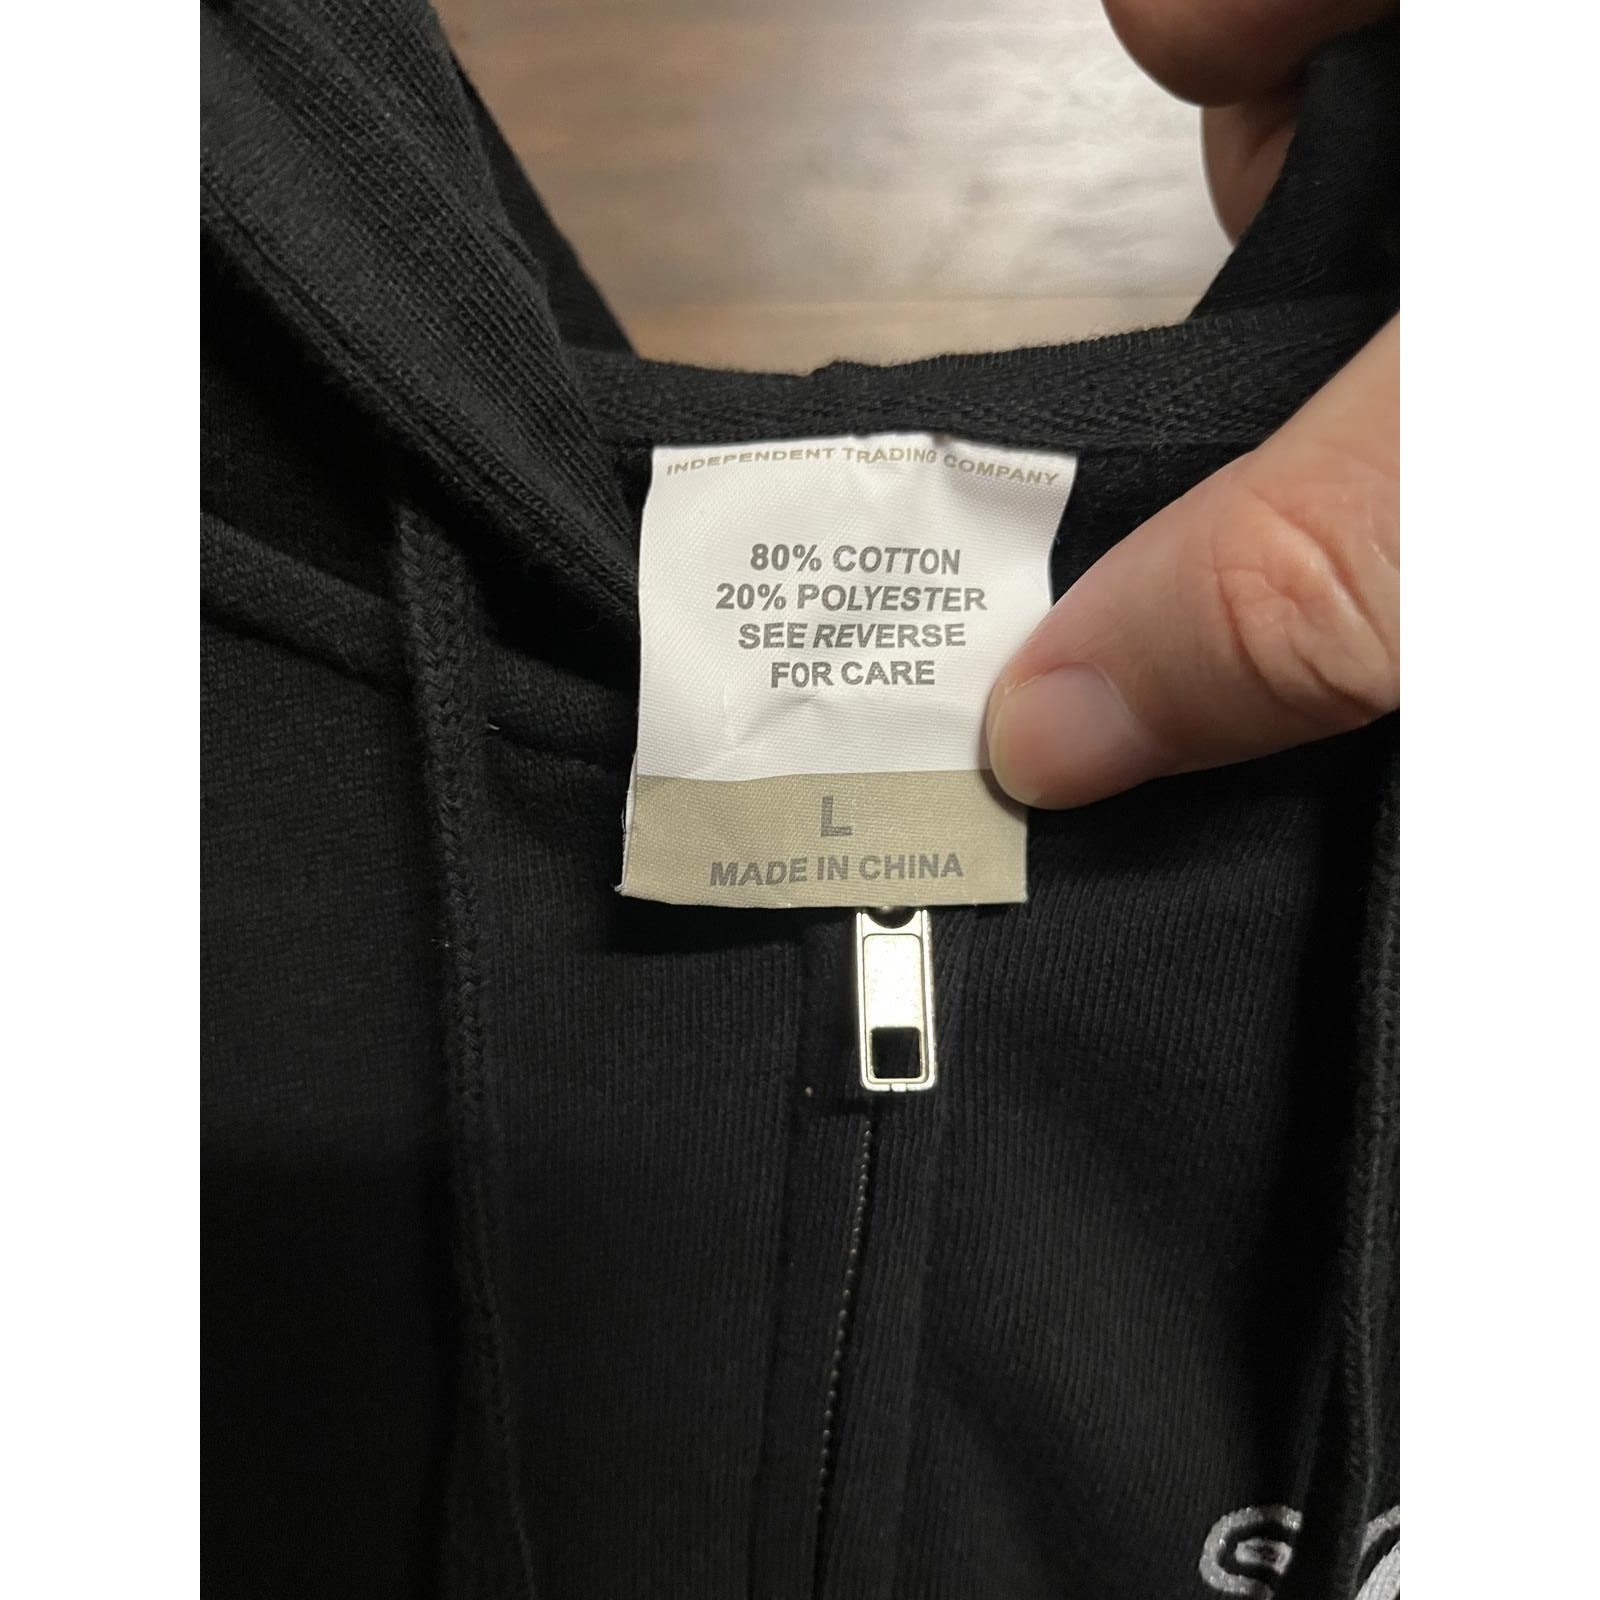 INDEPENDENT TRADING COMPANY
80% COTTON
20% POLYESTER
SEE REVERSE
FOR CARE
L
MADE IN CHINA